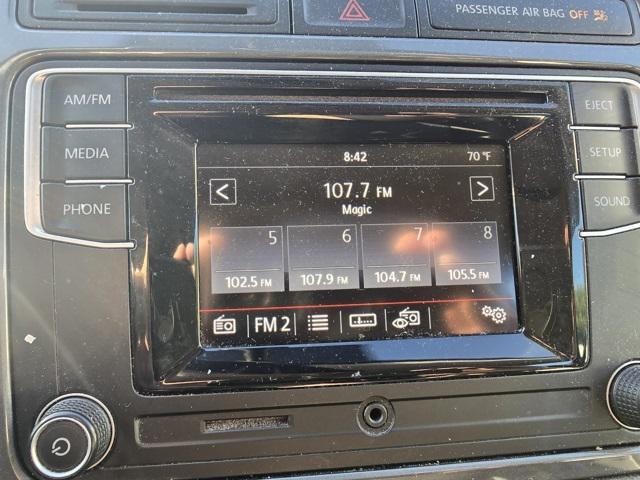 PASSENGER AIR BAG OFF
AM/FM
MEDIA
PHONE
EJECT
SETUP
SOUND
8:42 70 °F
< 107.7 FM >
Magic
5 6 7 8
102.5 FM 107.9 FM 104.7 FM 105.5 FM
FM 2